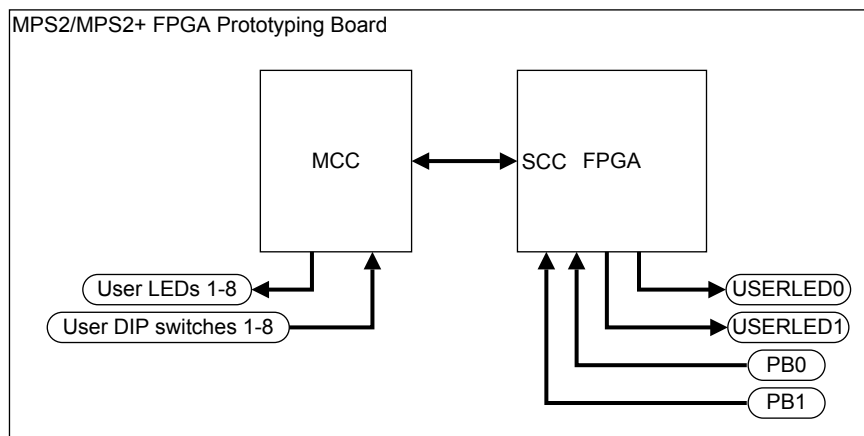 MPS2/MPS2+ FPGA Prototyping Board
MCC
SCC FPGA
User LEDs 1-8
User DIP switches 1-8
USERLED0
USERLED1
PB0
PB1